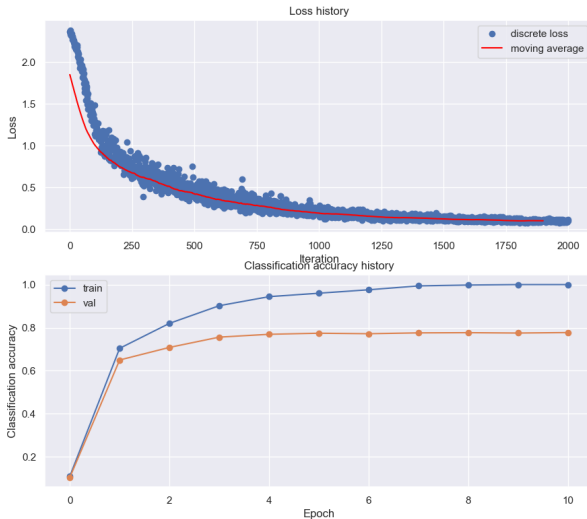 Loss history
discrete loss
moving average
2.0
1.5
1.0
0.5
0.0
Loss
0 250 500 750 1000 1250 1500 1750 2000
Iteration
Classification accuracy history
train
val
1.0
0.8
0.6
0.4
0.2
Classification accuracy
0 2 4 6 8 10
Epoch